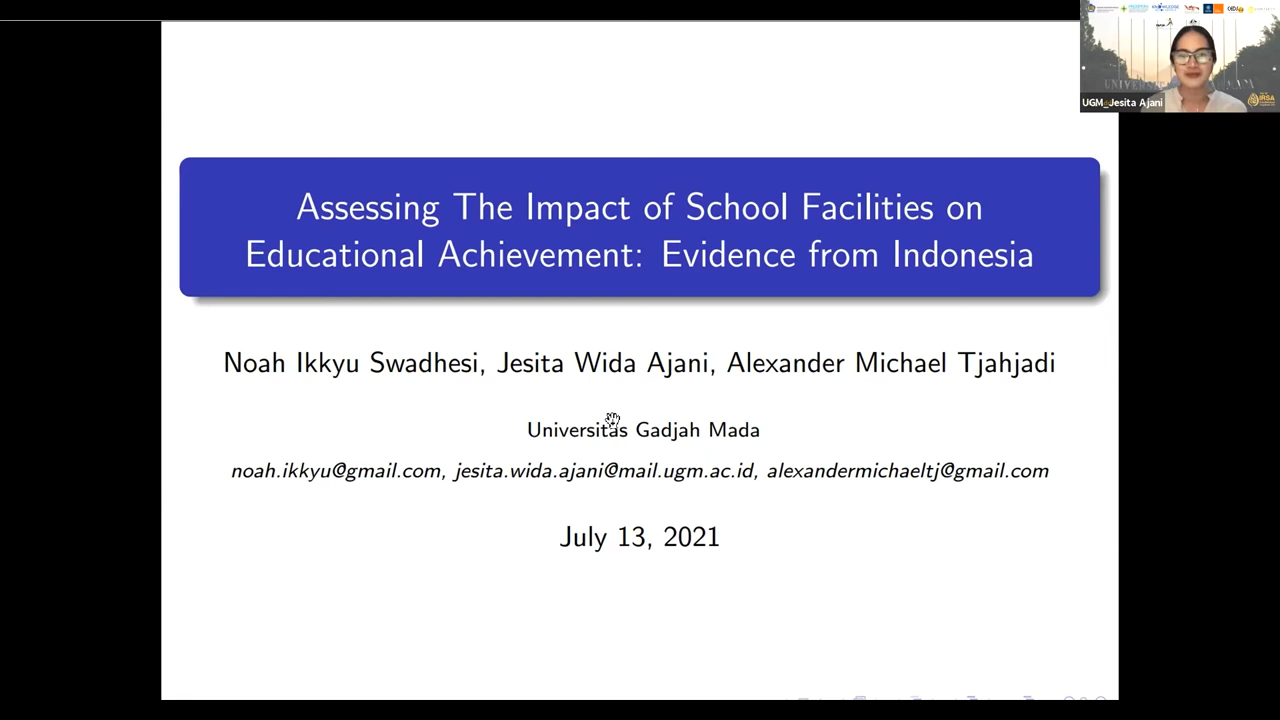 Assessing The Impact of School Facilities on
Educational Achievement: Evidence from Indonesia
Noah Ikkyu Swadhesi, Jesita Wida Ajani, Alexander Michael Tjahjadi
Universitas Gadjah Mada
noah.ikkyu@gmail.com, jesita.wida.ajani@mail.ugm.ac.id, alexandermichaeltj@gmail.com
July 13, 2021
UGM_Jesita Ajani
IRSA